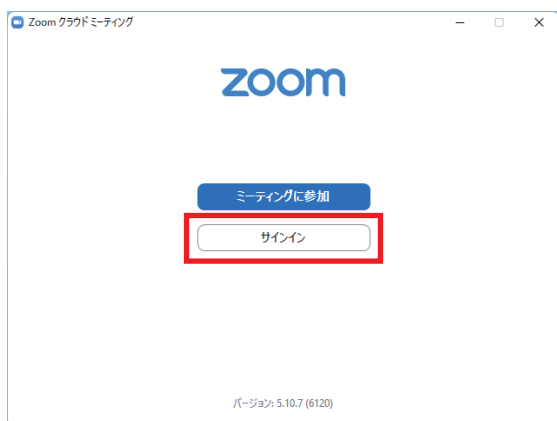 Zoom クラウド ミーティング
zoom
ミーティングに参加
サインイン
バージョン: 5.10.7 (6120)